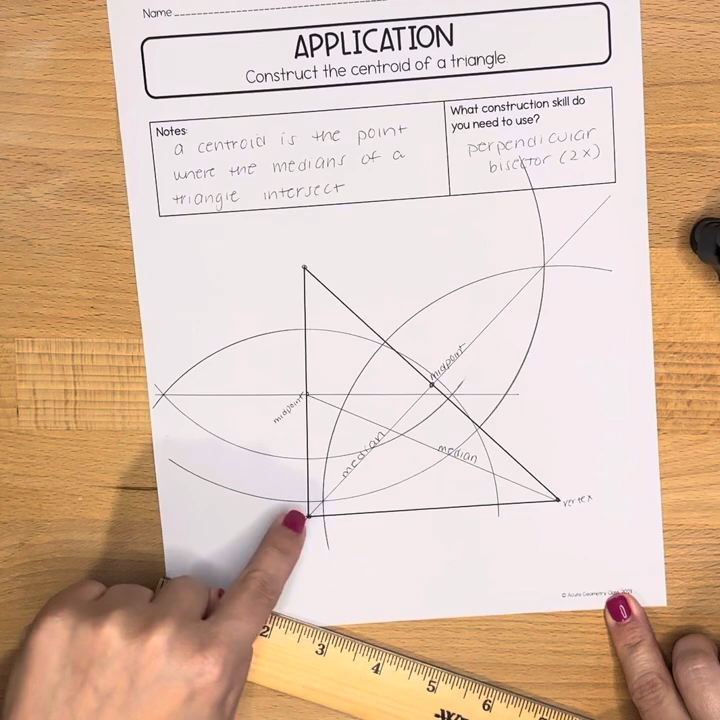 Name
APPLICATION
Construct the centroid of a triangle.
Notes:
a centroid is the point
where the medians of a
triangle intersect
What construction skill do
you need to use?
perpendicular
bisector (2x)
midpoint
midpoint
median
median
vertex
© Acute Geometry
2
3
4
5
6